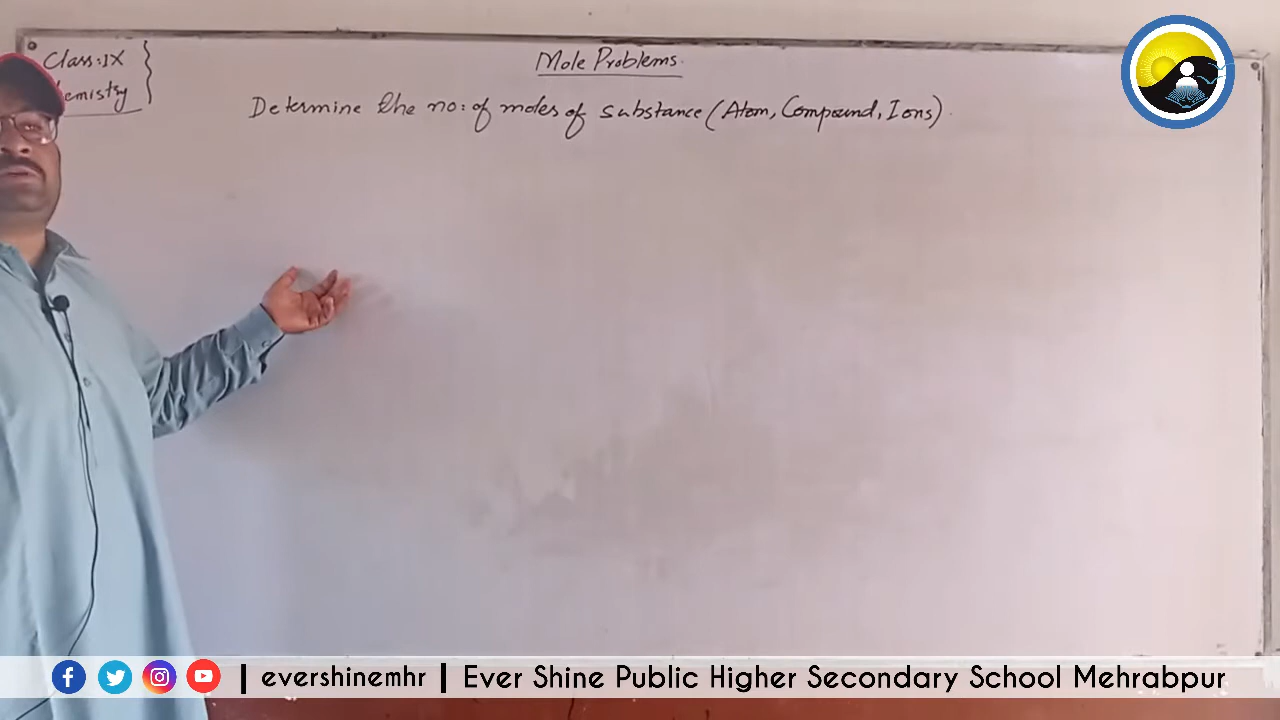 Class: IX
Chemistry
Mole Problems.
Determine the no: of moles of substance (Atom, Compound, Ions).
| evershinemhr | Ever Shine Public Higher Secondary School Mehrabpur